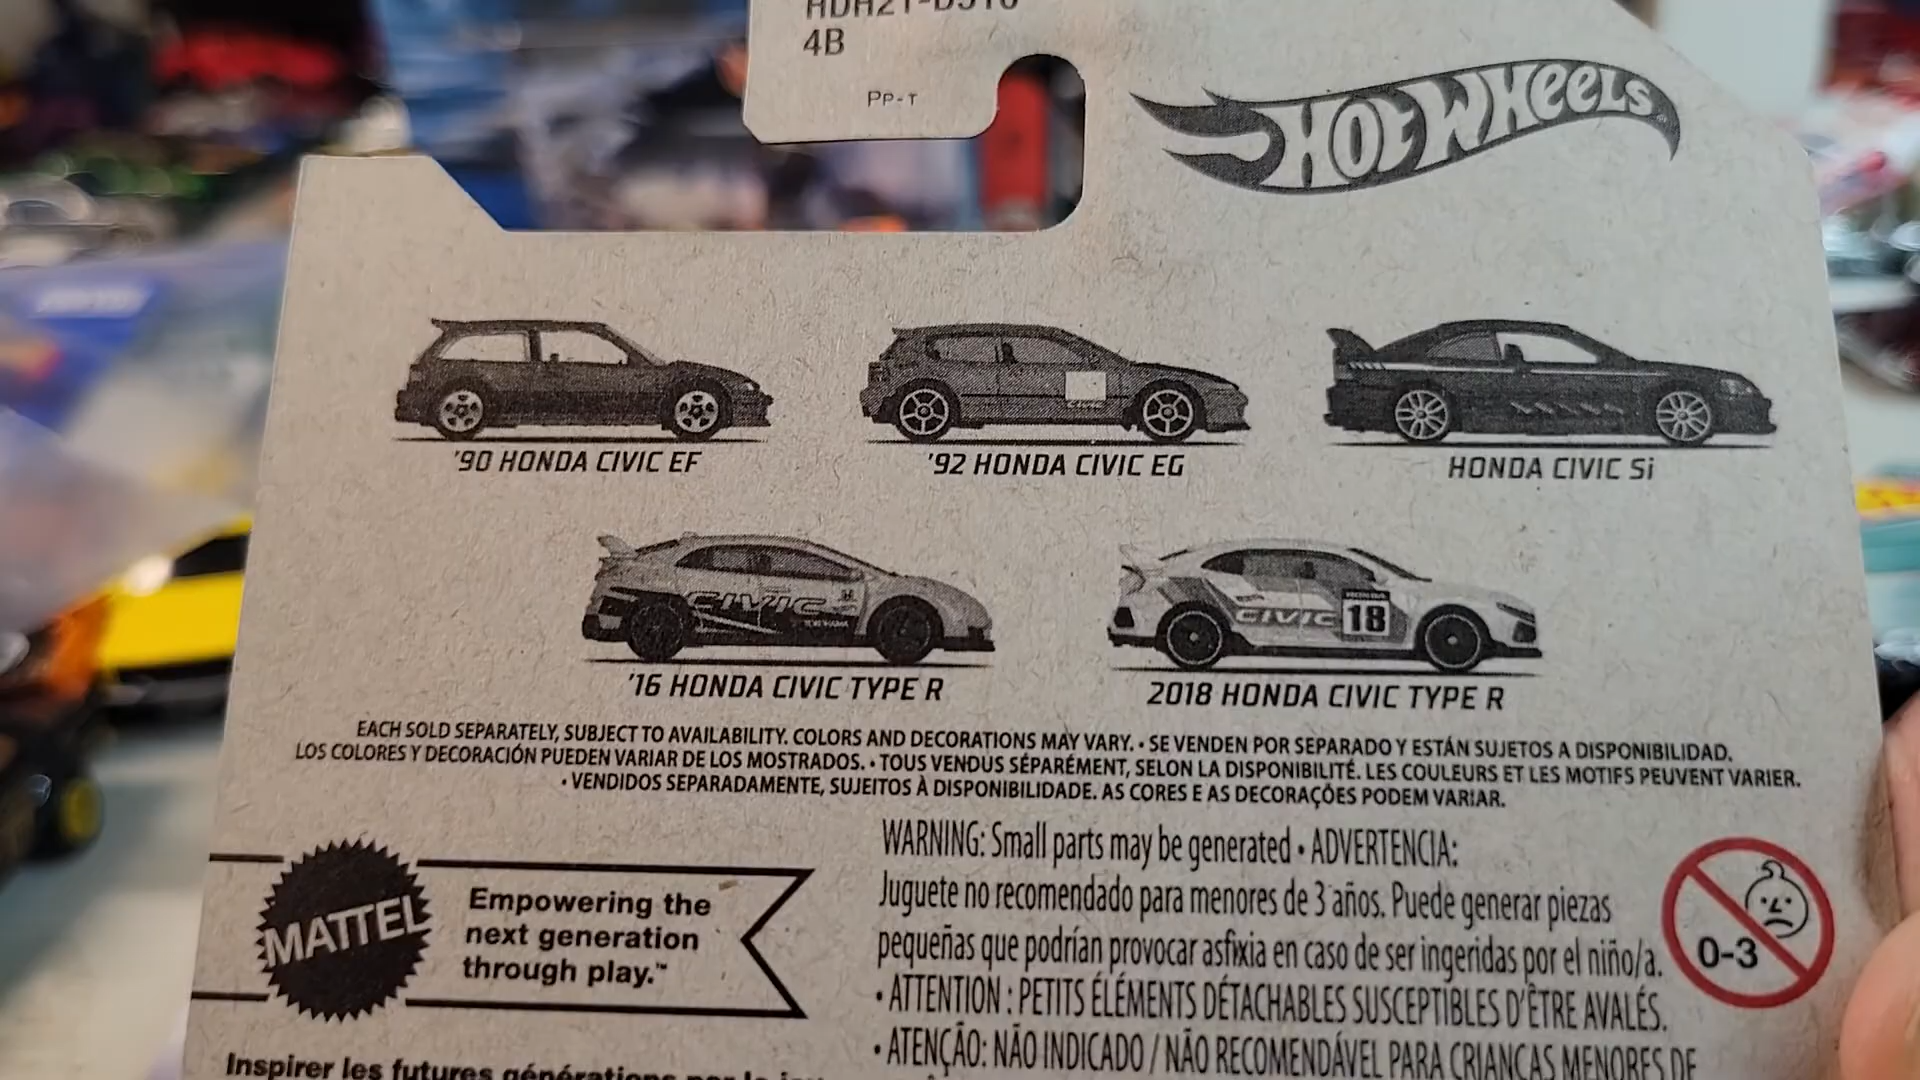 4B
PP-T
HOT WHEELS
'90 HONDA CIVIC EF
'92 HONDA CIVIC EG
HONDA CIVIC Si
CIVIC
YOKOHAMA
CIVIC
18
'16 HONDA CIVIC TYPE R
2018 HONDA CIVIC TYPE R
EACH SOLD SEPARATELY, SUBJECT TO AVAILABILITY. COLORS AND DECORATIONS MAY VARY. • SE VENDEN POR SEPARADO Y ESTÁN SUJETOS A DISPONIBILIDAD.
LOS COLORES Y DECORACIÓN PUEDEN VARIAR DE LOS MOSTRADOS. • TOUS VENDUS SÉPARÉMENT, SELON LA DISPONIBILITÉ. LES COULEURS ET LES MOTIFS PEUVENT VARIER.
• VENDIDOS SEPARADAMENTE, SUJEITOS À DISPONIBILIDADE. AS CORES E AS DECORAÇÕES PODEM VARIAR.
MATTEL
Empowering the
next generation
through play.™
WARNING: Small parts may be generated • ADVERTENCIA:
Juguete no recomendado para menores de 3 años. Puede generar piezas
pequeñas que podrían provocar asfixia en caso de ser ingeridas por el niño/a.
• ATTENTION : PETITS ÉLÉMENTS DÉTACHABLES SUSCEPTIBLES D'ÊTRE AVALÉS.
• ATENÇÃO: NÃO INDICADO / NÃO RECOMENDÁVEL PARA CRIANÇAS MENORES DE
0-3
Inspirer les futures générations